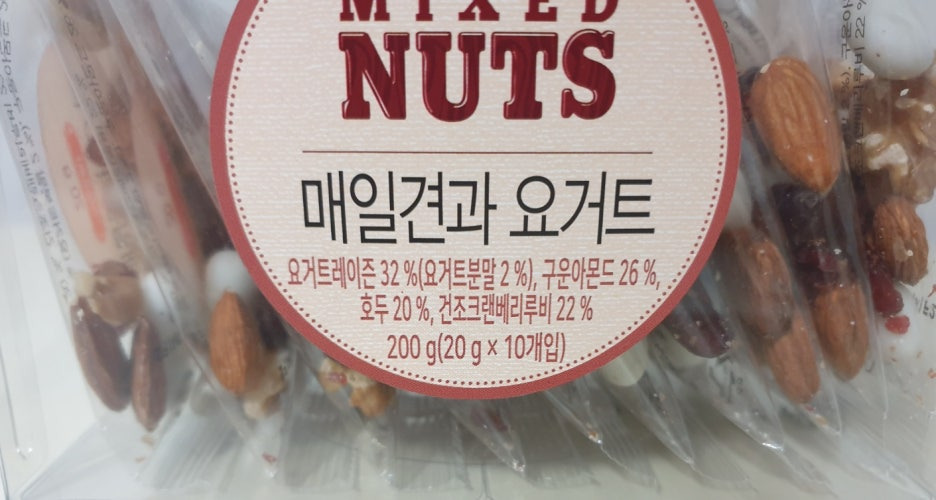 MIXED
NUTS
매일견과 요거트
요거트레이즌 32 %(요거트분말 2 %), 구운아몬드 26 %,
호두 20 %, 건조크랜베리루비 22 %
200 g(20 g × 10개입)